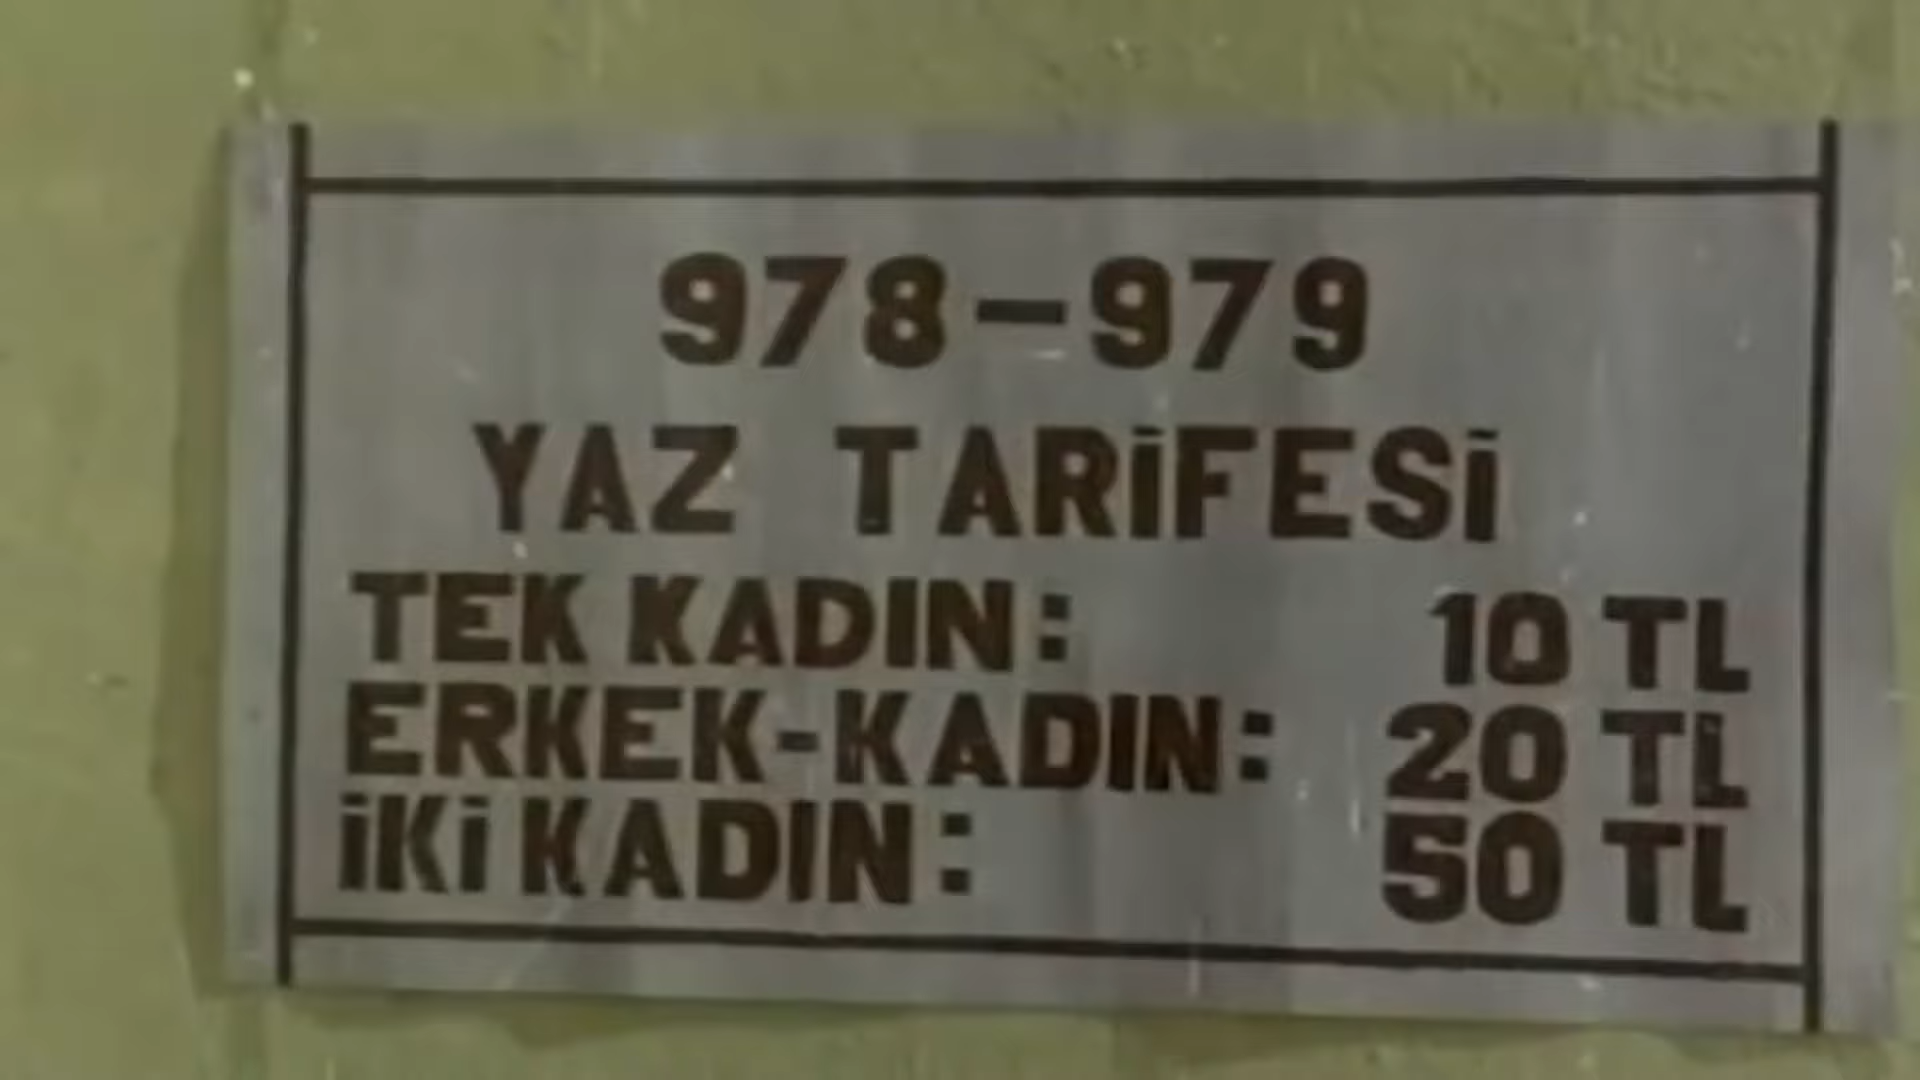 978-979
YAZ TARİFESİ
TEK KADIN: 10 TL
ERKEK-KADIN: 20 TL
İKİ KADIN: 50 TL